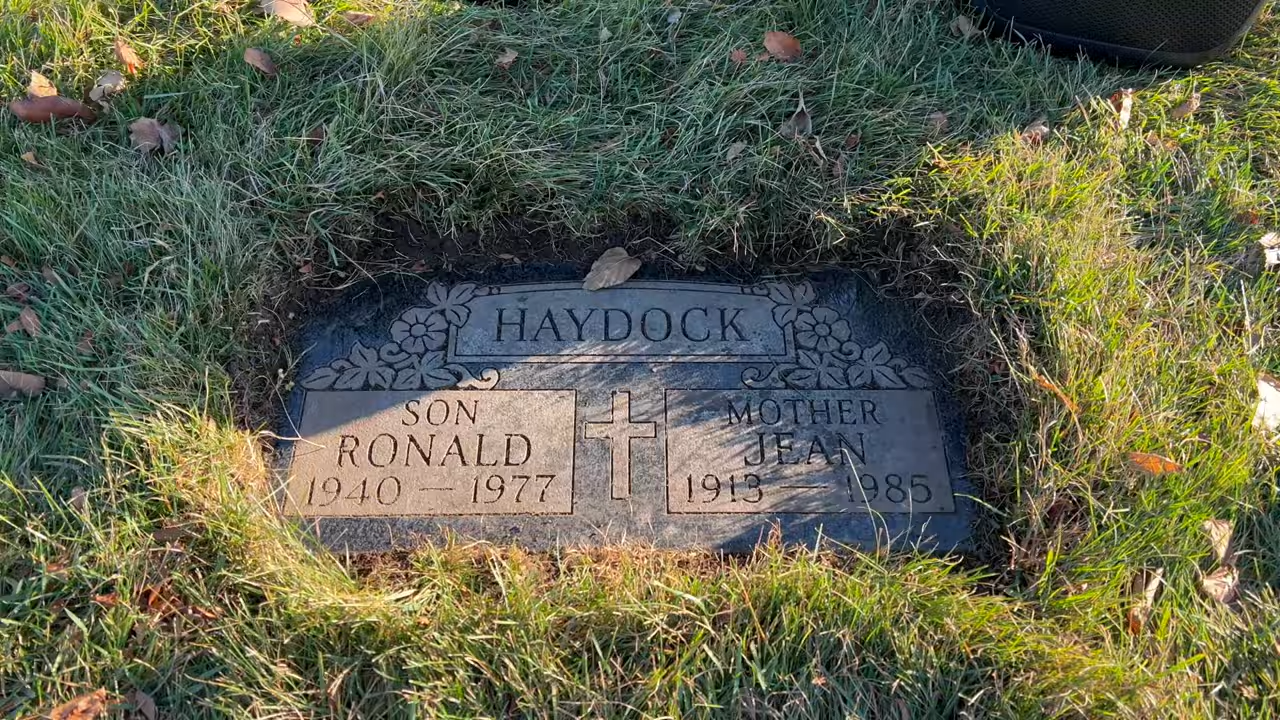 HAYDOCK
SON
RONALD
1940 — 1977
MOTHER
JEAN
1913 — 1985